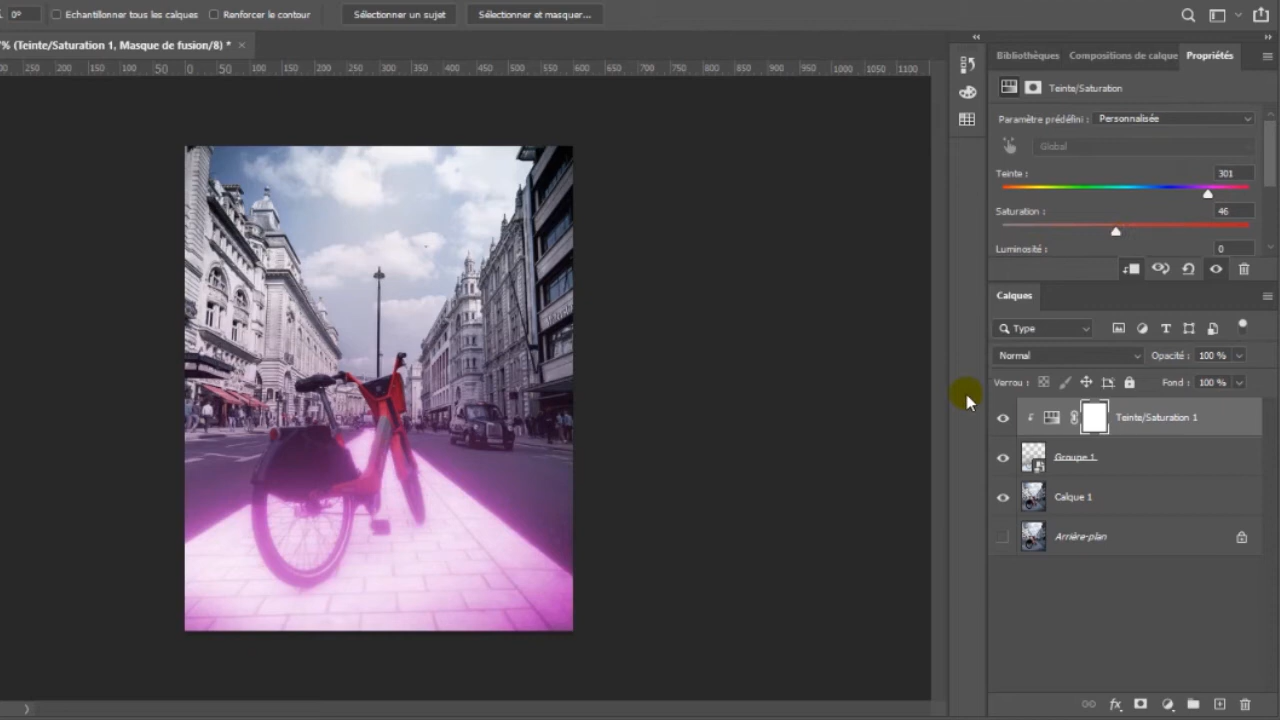 0° Echantillonner tous les calques Renforcer le contour Sélectionner un sujet Sélectionner et masquer...
% (Teinte/Saturation 1, Masque de fusion/8) * ×
250 200 150 100 50 0 50 100 150 200 250 300 350 400 450 500 550 600 650 700 750 800 850 900 950 1000 1050 1100
Bibliothèques Compositions de calque Propriétés
Teinte/Saturation
Paramètre prédéfini : Personnalisée
Global
Teinte : 301
Saturation : 46
Luminosité : 0
Calques
Type
Normal Opacité : 100 %
Verrou : Fond : 100 %
Teinte/Saturation 1
Groupe 1
Calque 1
Arrière-plan
fx